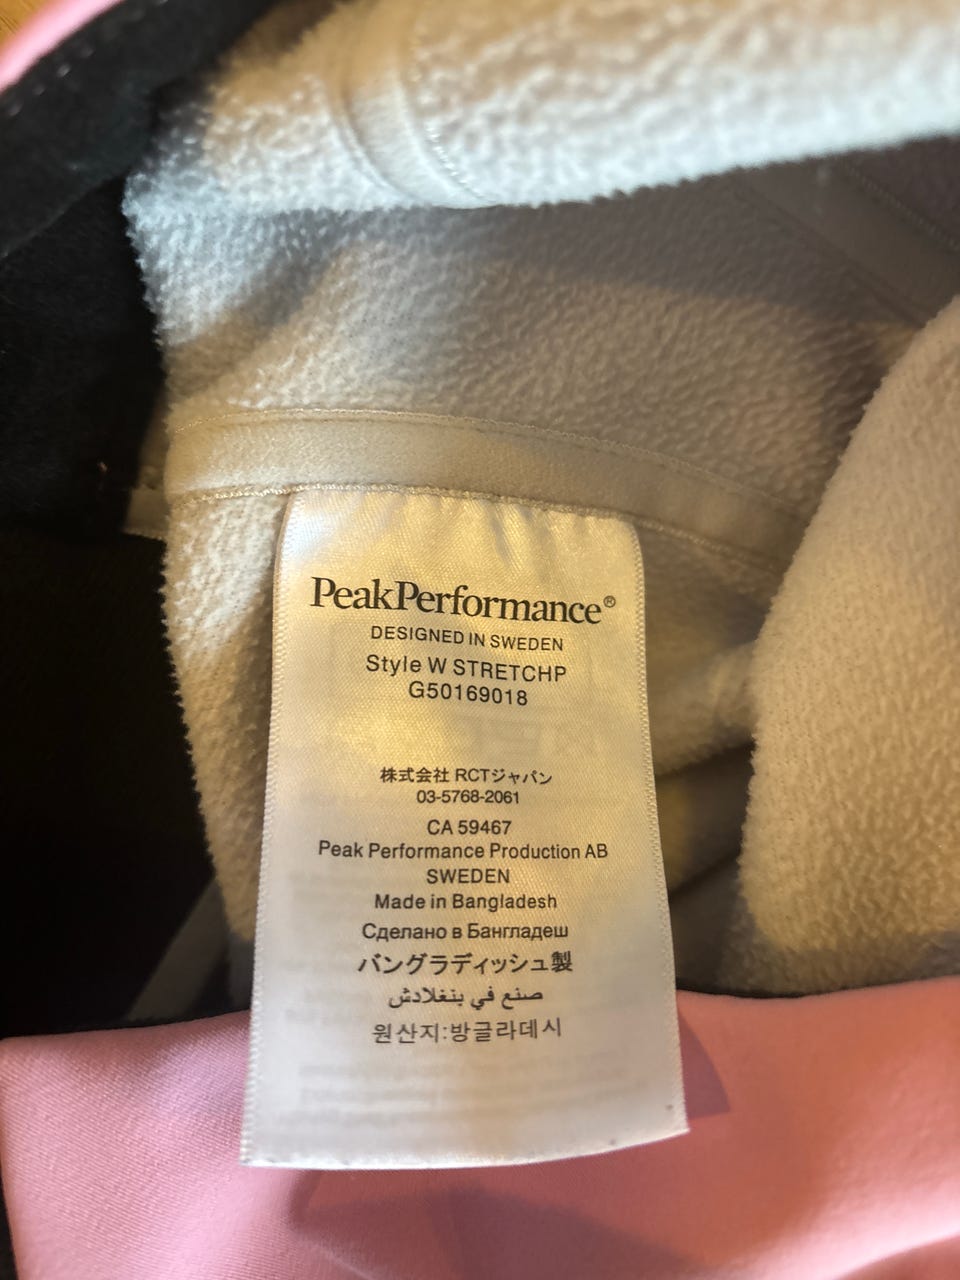 PeakPerformance®
DESIGNED IN SWEDEN
Style W STRETCHP
G50169018
株式会社 RCTジャパン
03-5768-2061
CA 59467
Peak Performance Production AB
SWEDEN
Made in Bangladesh
Сделано в Бангладеш
バングラディッシュ製
صنع في بنغلادش
원산지:방글라데시